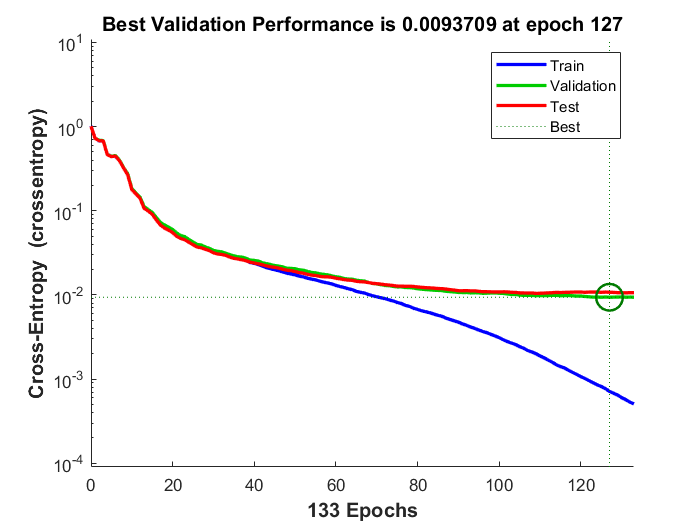 Best Validation Performance is 0.0093709 at epoch 127
10^1
10^0
10^-1
10^-2
10^-3
10^-4
Cross-Entropy (crossentropy)
Train
Validation
Test
Best
0 20 40 60 80 100 120
133 Epochs